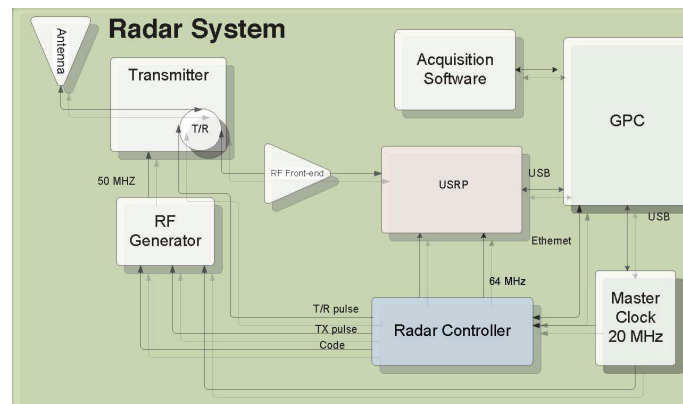 Radar System
Antenna
Transmitter
T/R
Acquisition
Software
GPC
RF Front-end
USRP
USB
50 MHZ
RF
Generator
Ethernet
USB
64 MHz
T/R pulse
TX pulse
Code
Radar Controller
Master
Clock
20 MHz